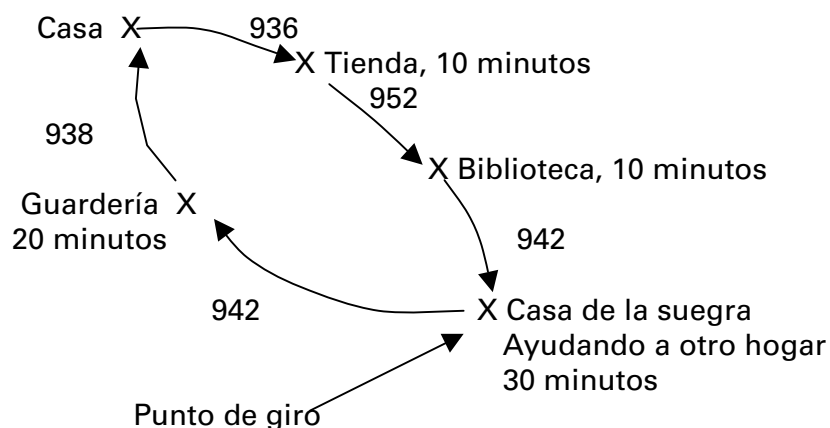 Casa X
936
X Tienda, 10 minutos
952
X Biblioteca, 10 minutos
938
Guardería X
20 minutos
942
942
X Casa de la suegra
Ayudando a otro hogar
30 minutos
Punto de giro